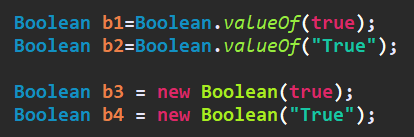 Boolean b1=Boolean.valueOf(true);
Boolean b2=Boolean.valueOf("True");
Boolean b3 = new Boolean(true);
Boolean b4 = new Boolean("True");